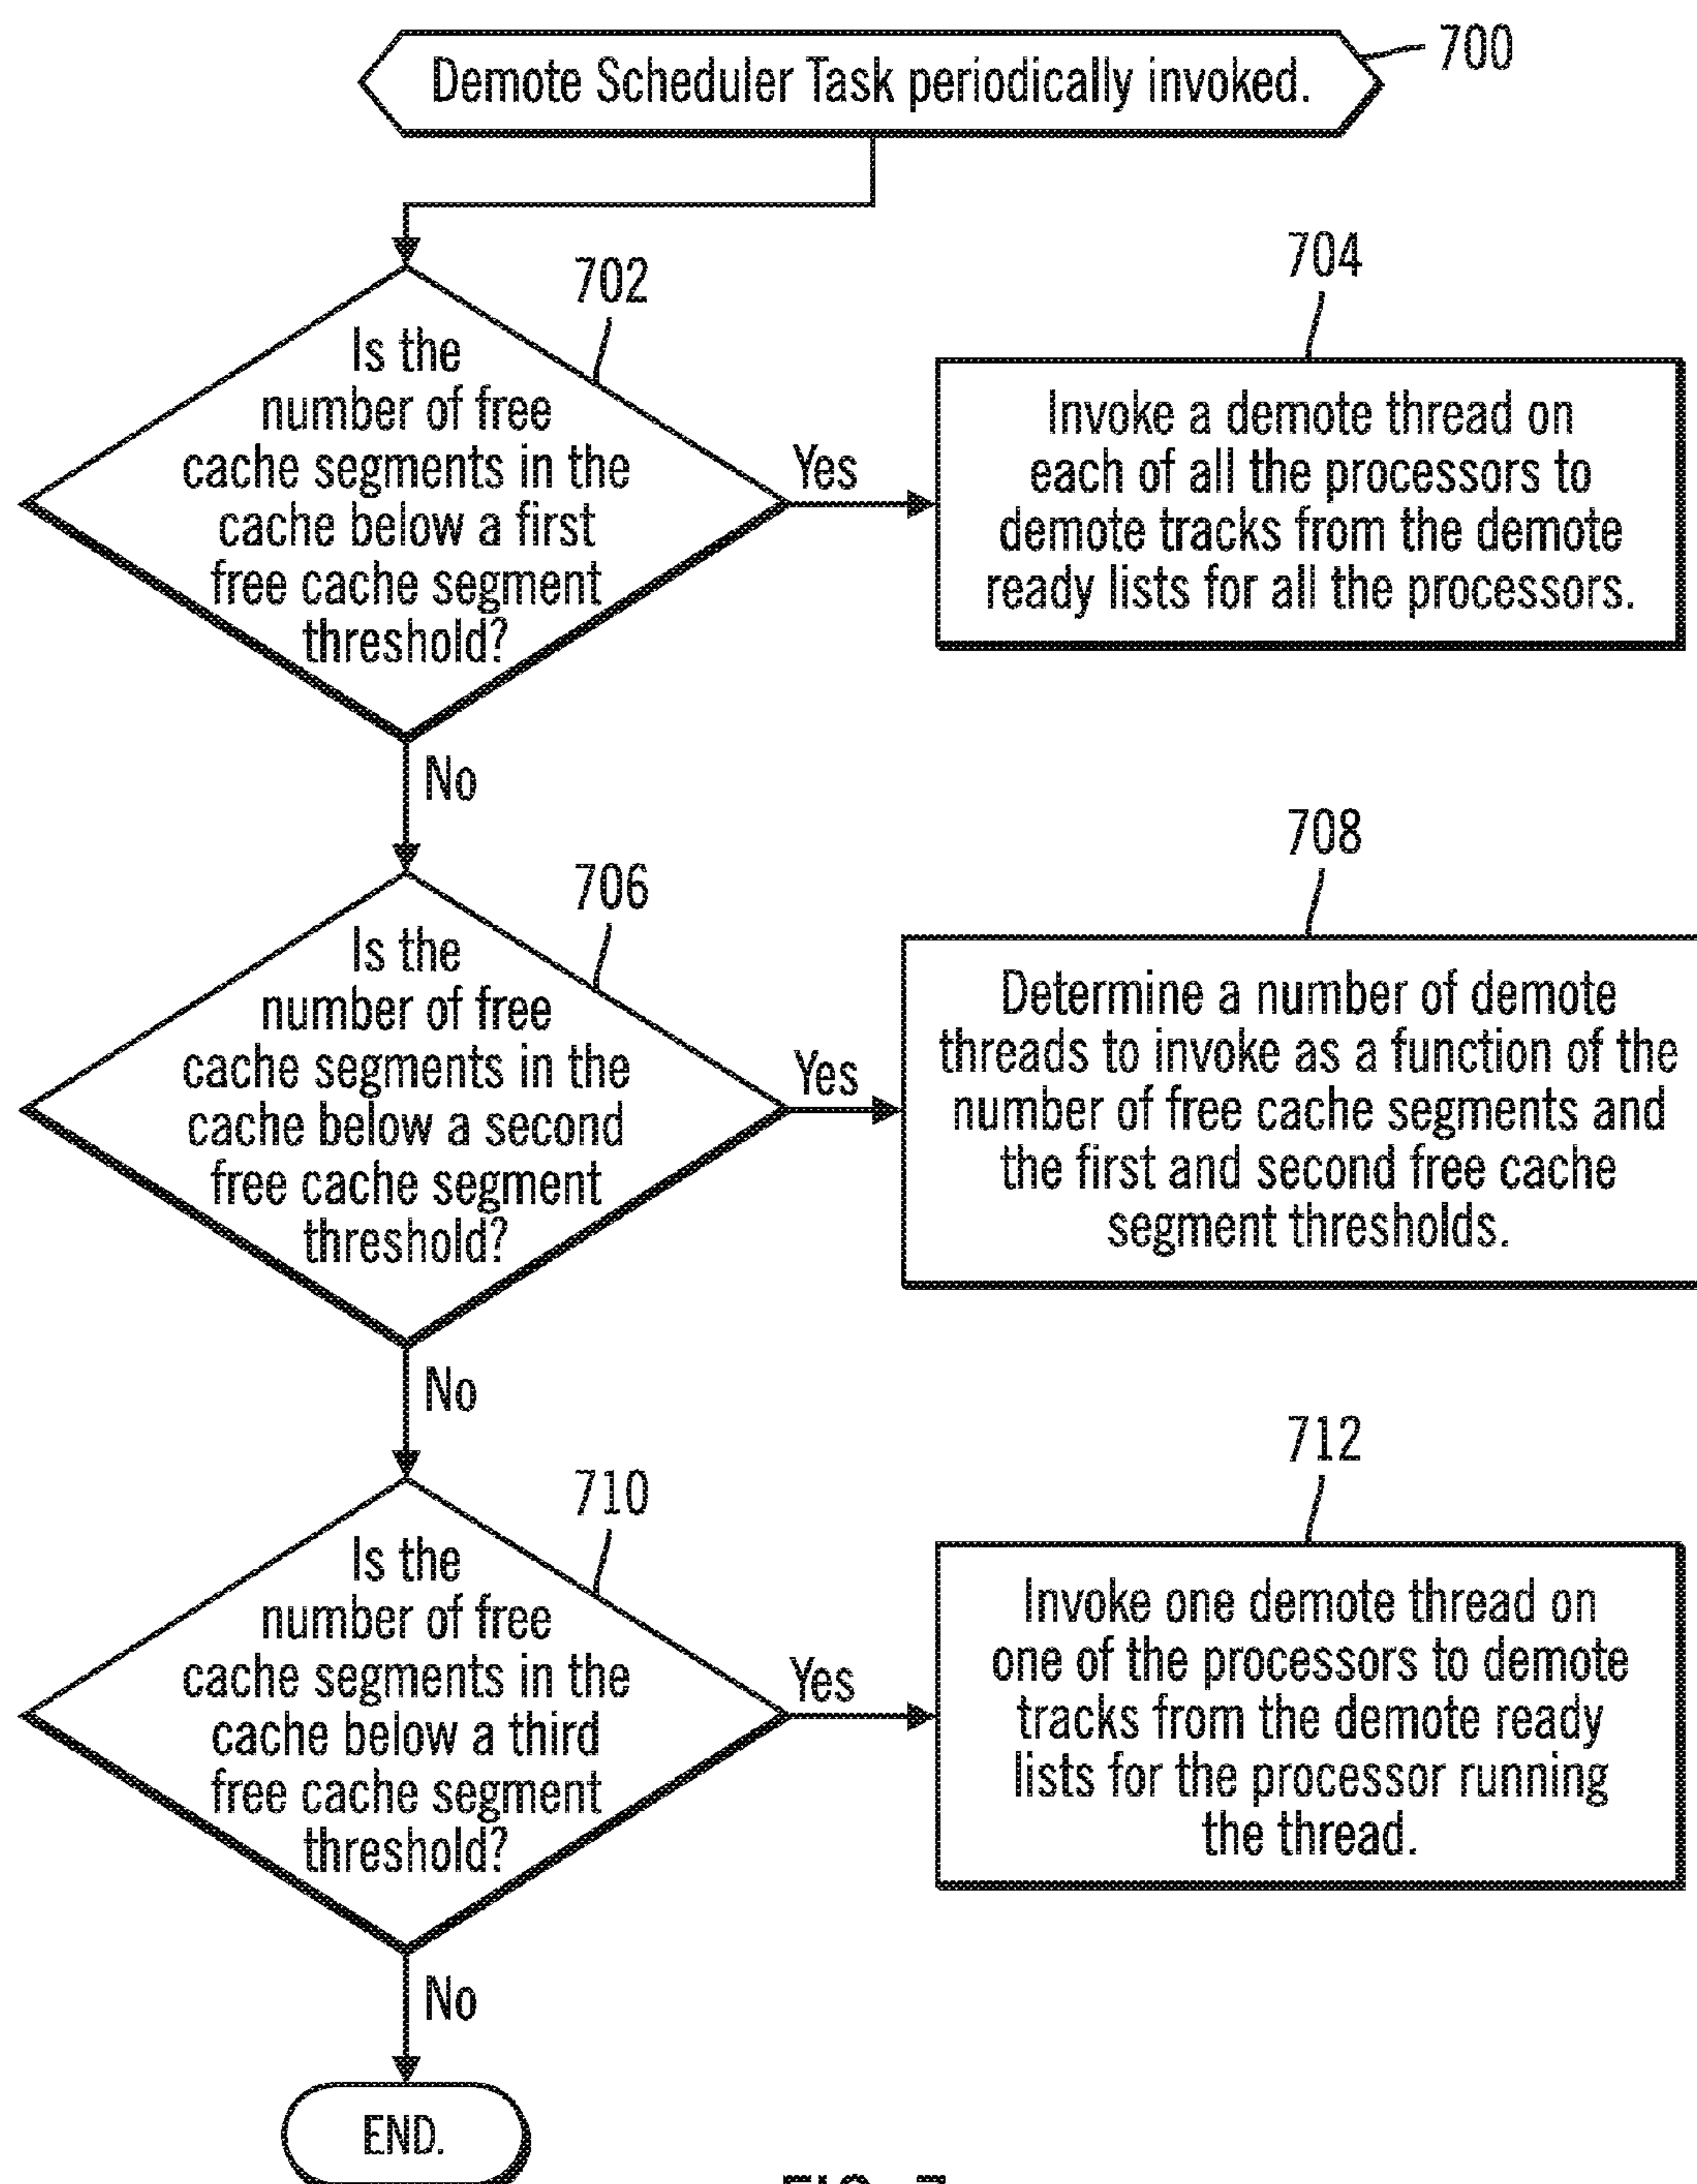 Demote Scheduler Task periodically invoked.
700
702
Is the
number of free
cache segments in the
cache below a first
free cache segment
threshold?
Yes
704
Invoke a demote thread on
each of all the processors to
demote tracks from the demote
ready lists for all the processors.
No
706
Is the
number of free
cache segments in the
cache below a second
free cache segment
threshold?
Yes
708
Determine a number of demote
threads to invoke as a function of the
number of free cache segments and
the first and second free cache
segment thresholds.
No
710
Is the
number of free
cache segments in the
cache below a third
free cache segment
threshold?
Yes
712
Invoke one demote thread on
one of the processors to demote
tracks from the demote ready
lists for the processor running
the thread.
No
END.